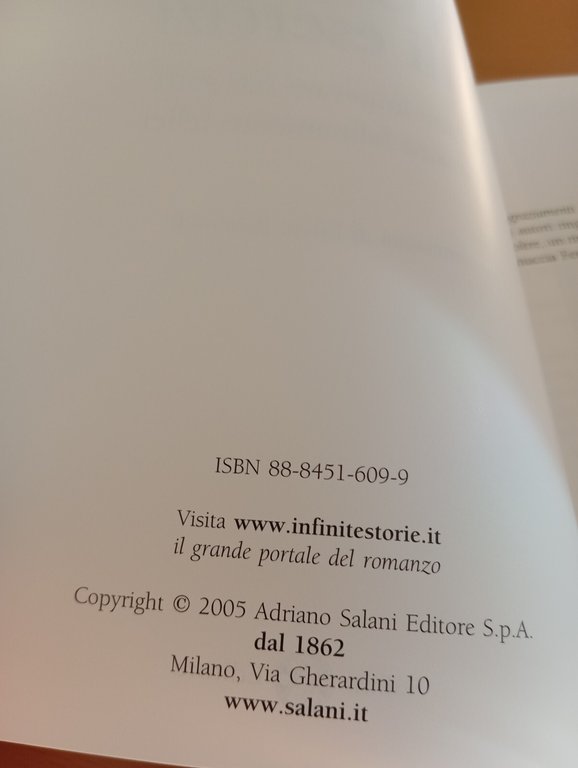 ISBN 88-8451-609-9
Visita www.infinitestorie.it
il grande portale del romanzo
Copyright © 2005 Adriano Salani Editore S.p.A.
dal 1862
Milano, Via Gherardini 10
www.salani.it